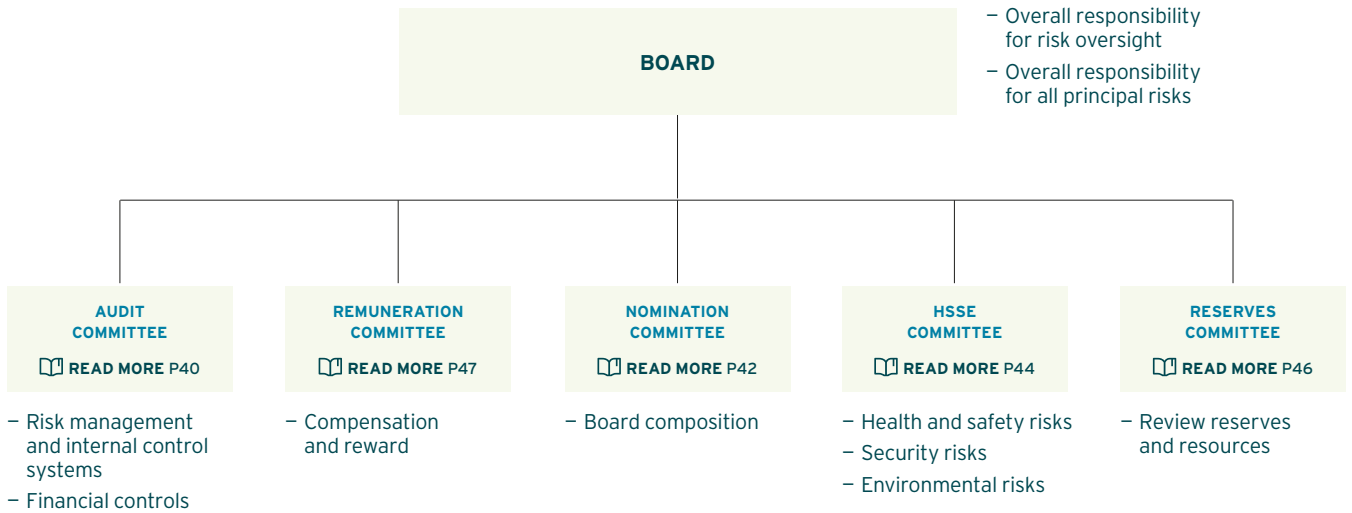 BOARD
– Overall responsibility
for risk oversight
– Overall responsibility
for all principal risks
AUDIT
COMMITTEE
READ MORE P40
– Risk management
and internal control
systems
– Financial controls
REMUNERATION
COMMITTEE
READ MORE P47
– Compensation
and reward
NOMINATION
COMMITTEE
READ MORE P42
– Board composition
HSSE
COMMITTEE
READ MORE P44
– Health and safety risks
– Security risks
– Environmental risks
RESERVES
COMMITTEE
READ MORE P46
– Review reserves
and resources